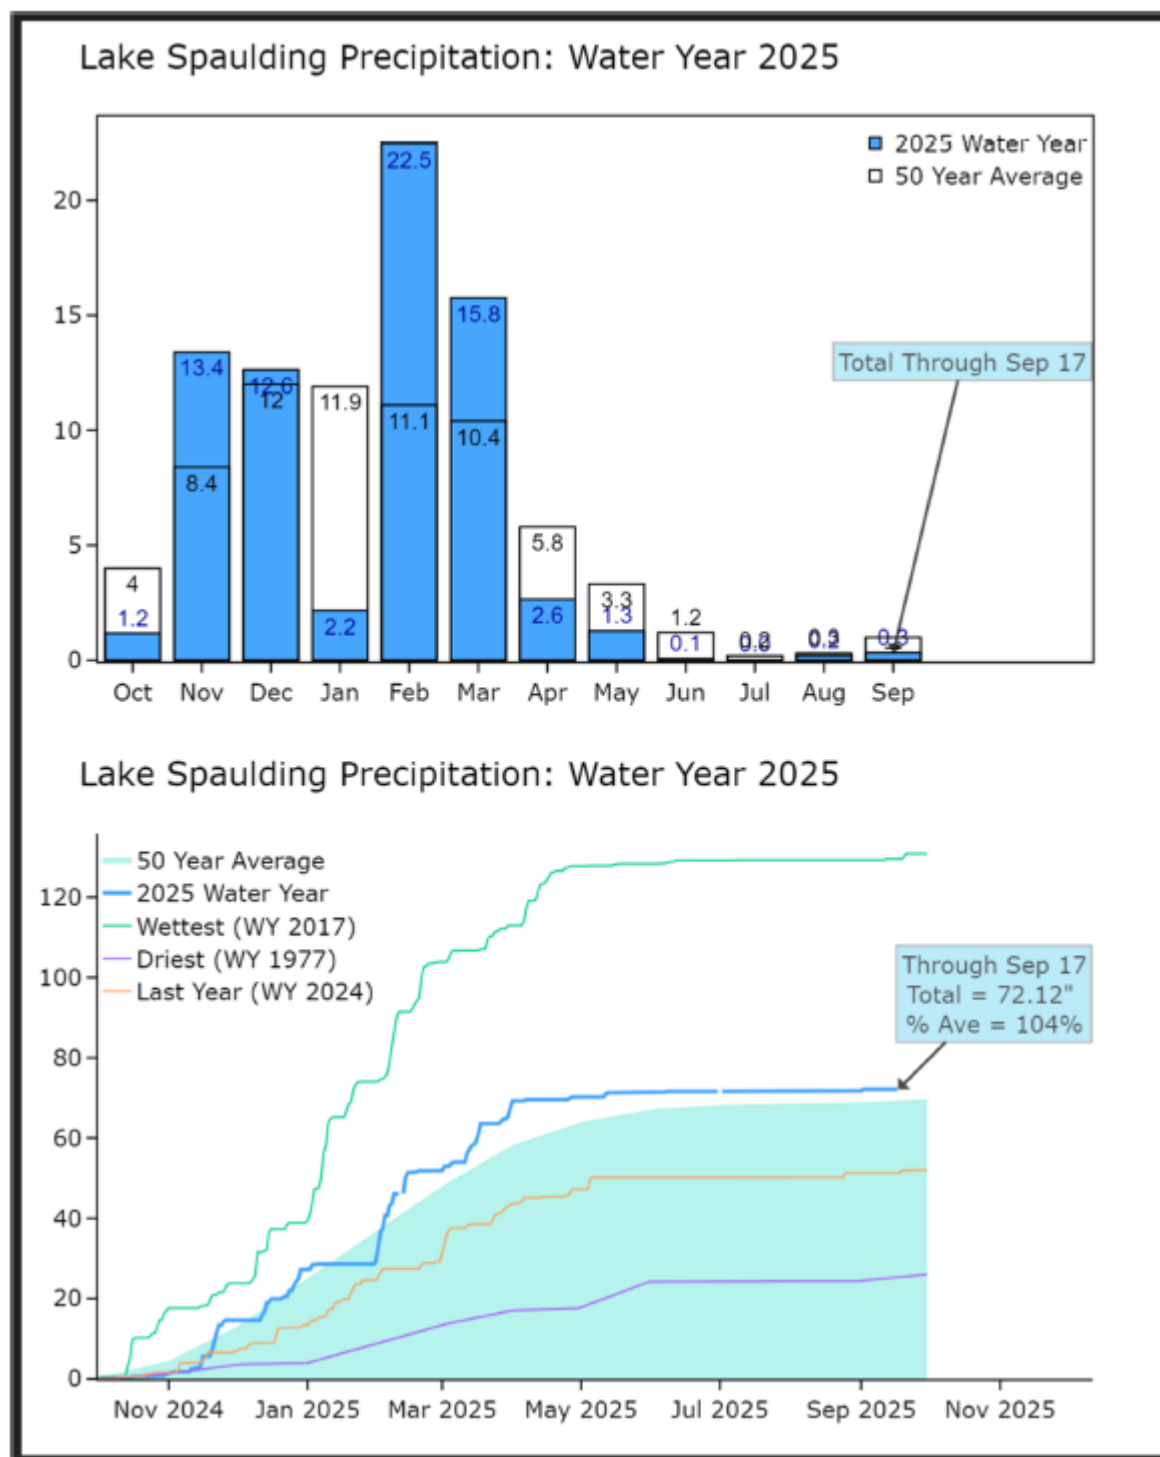 Lake Spaulding Precipitation: Water Year 2025
2025 Water Year
50 Year Average
20
15
10
5
0
22.5
15.8
13.4
12.6
12
11.9
11.1
10.4
8.4
5.8
4
3.3
1.2
2.2
2.6
1.3
1.2
0.1
0.3
Total Through Sep 17
Oct Nov Dec Jan Feb Mar Apr May Jun Jul Aug Sep
Lake Spaulding Precipitation: Water Year 2025
50 Year Average
2025 Water Year
Wettest (WY 2017)
Driest (WY 1977)
Last Year (WY 2024)
120
100
80
60
40
20
0
Through Sep 17
Total = 72.12"
% Ave = 104%
Nov 2024 Jan 2025 Mar 2025 May 2025 Jul 2025 Sep 2025 Nov 2025